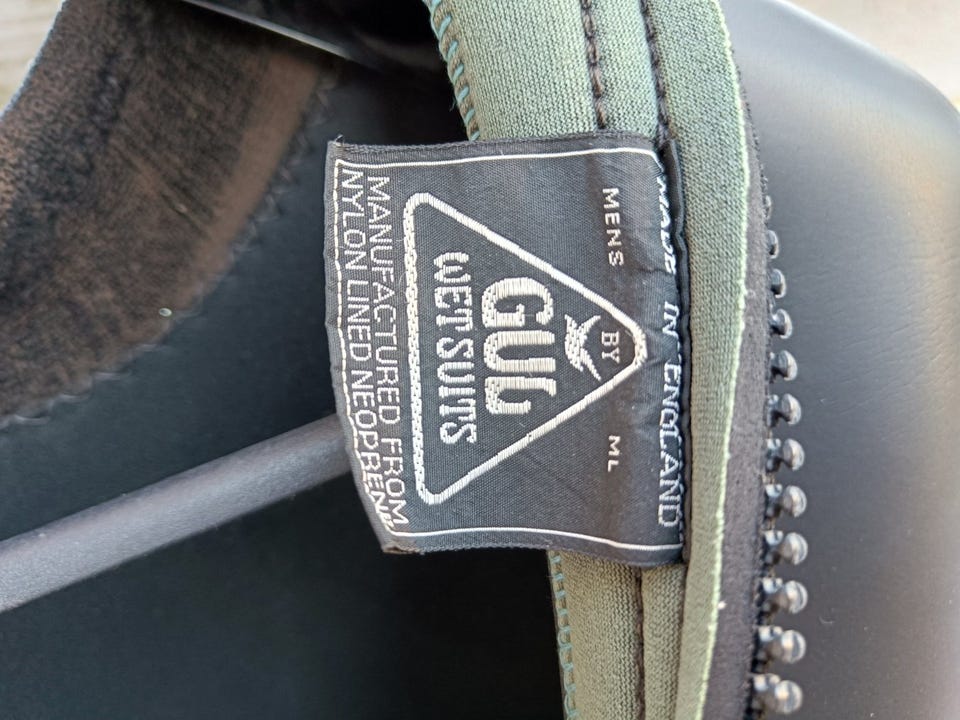 MADE IN ENGLAND
MENS ML
BY
GUL
WETSUITS
MANUFACTURED FROM
NYLON LINED NEOPRENE